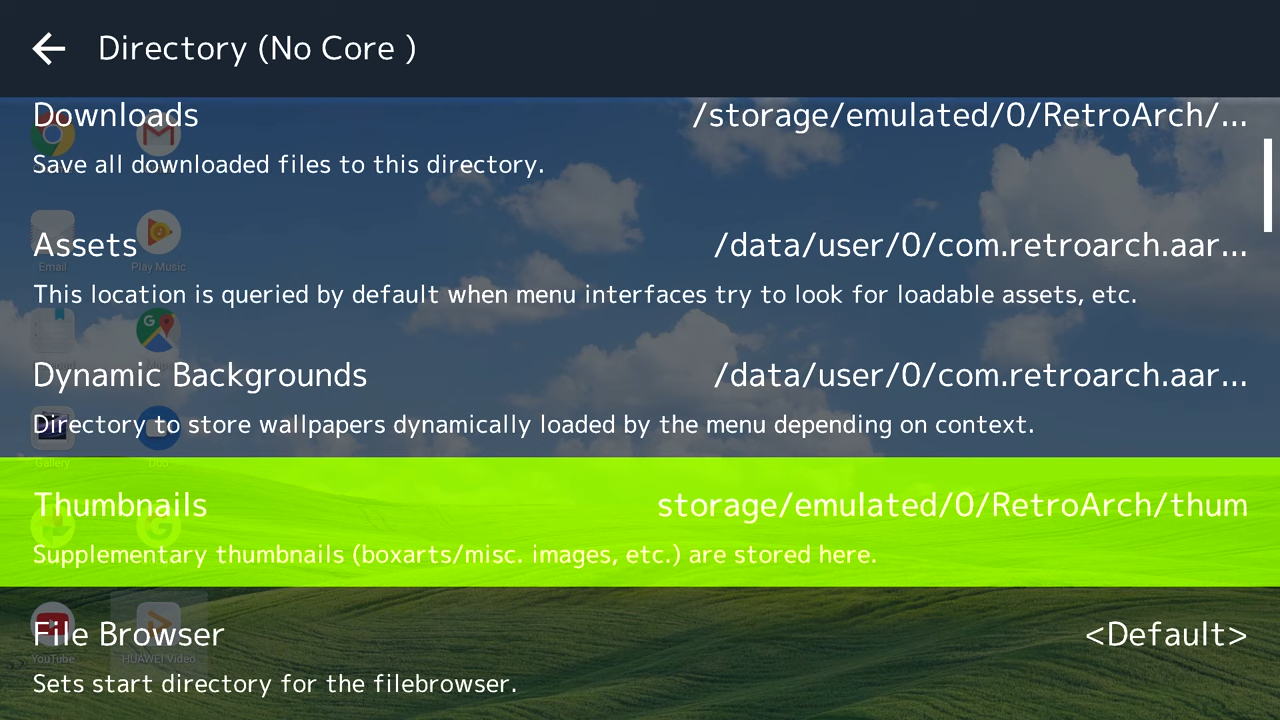 Directory (No Core )
Downloads /storage/emulated/0/RetroArch/...
Save all downloaded files to this directory.
Assets /data/user/0/com.retroarch.aar...
Email Play Music
This location is queried by default when menu interfaces try to look for loadable assets, etc.
Dynamic Backgrounds /data/user/0/com.retroarch.aar...
Directory to store wallpapers dynamically loaded by the menu depending on context.
Gallery Duo
Thumbnails storage/emulated/0/RetroArch/thum
Supplementary thumbnails (boxarts/misc. images, etc.) are stored here.
File Browser <Default>
YouTube HUAWEI Video
Sets start directory for the filebrowser.